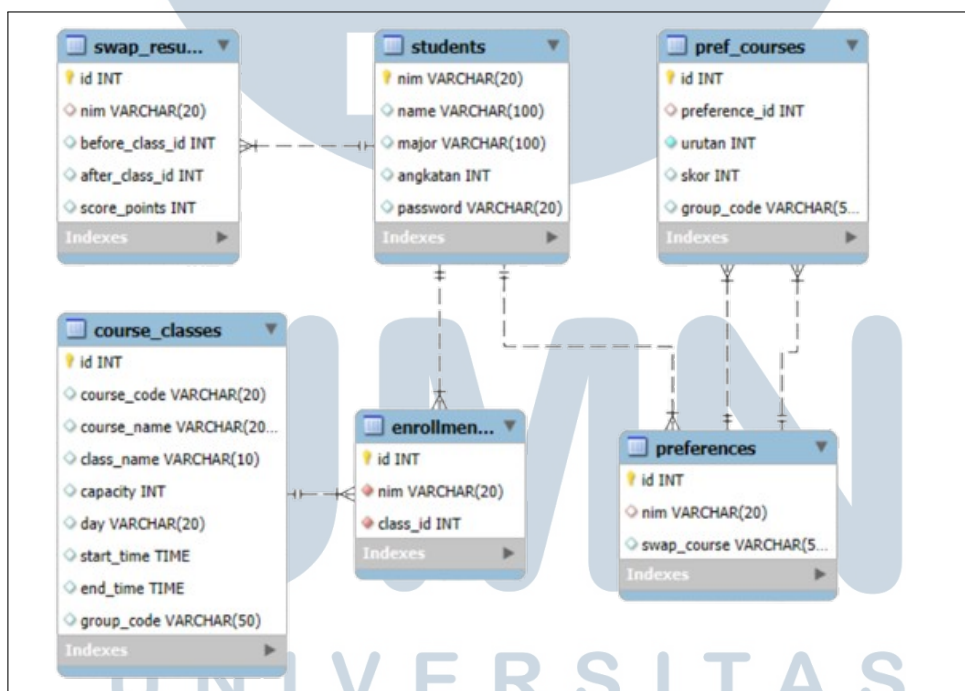 swap_resu...
id INT
nim VARCHAR(20)
before_class_id INT
after_class_id INT
score_points INT
Indexes
students
nim VARCHAR(20)
name VARCHAR(100)
major VARCHAR(100)
angkatan INT
password VARCHAR(20)
Indexes
pref_courses
id INT
preference_id INT
urutan INT
skor INT
group_code VARCHAR(5...
Indexes
course_classes
id INT
course_code VARCHAR(20)
course_name VARCHAR(20...
class_name VARCHAR(10)
capacity INT
day VARCHAR(20)
start_time TIME
end_time TIME
group_code VARCHAR(50)
Indexes
enrollmen...
id INT
nim VARCHAR(20)
class_id INT
Indexes
preferences
id INT
nim VARCHAR(20)
swap_course VARCHAR(5...
Indexes
UMN
UNIVERSITAS